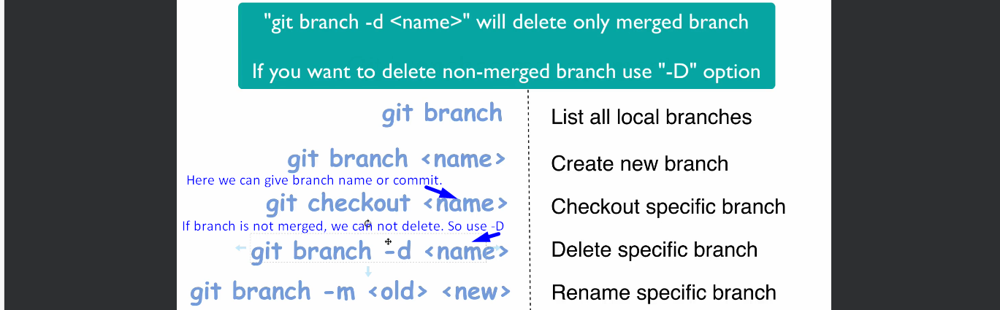 "git branch -d <name>" will delete only merged branch
If you want to delete non-merged branch use "-D" option
git branch
List all local branches
git branch <name>
Create new branch
Here we can give branch name or commit.
git checkout <name>
Checkout specific branch
If branch is not merged, we can not delete. So use -D
git branch -d <name>
Delete specific branch
git branch -m <old> <new>
Rename specific branch